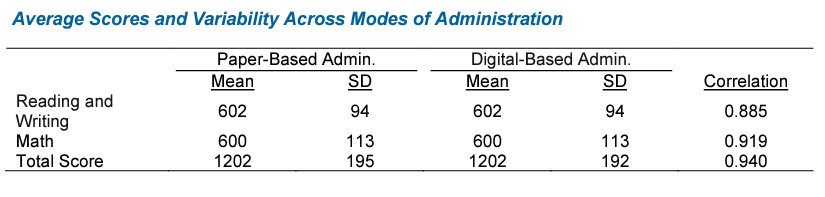 Average Scores and Variability Across Modes of Administration
Paper-Based Admin. Digital-Based Admin.
Mean SD Mean SD Correlation
Reading and
Writing 602 94 602 94 0.885
Math 600 113 600 113 0.919
Total Score 1202 195 1202 192 0.940